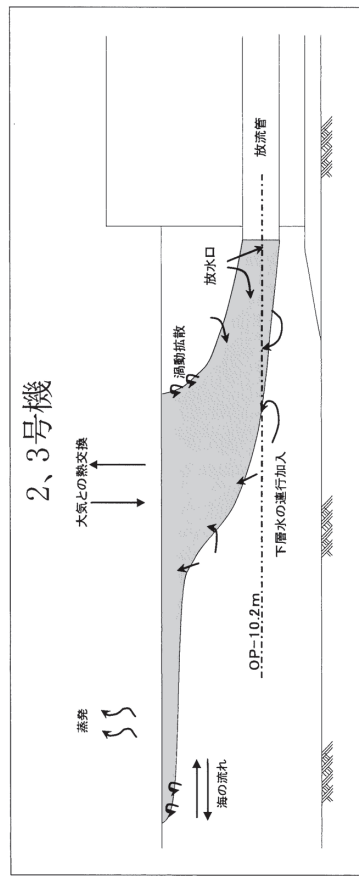 2、3号機
大気との熱交換
蒸発
渦動拡散
放水口
放流管
OP-10.2m
下層水の連行加入
海の流れ